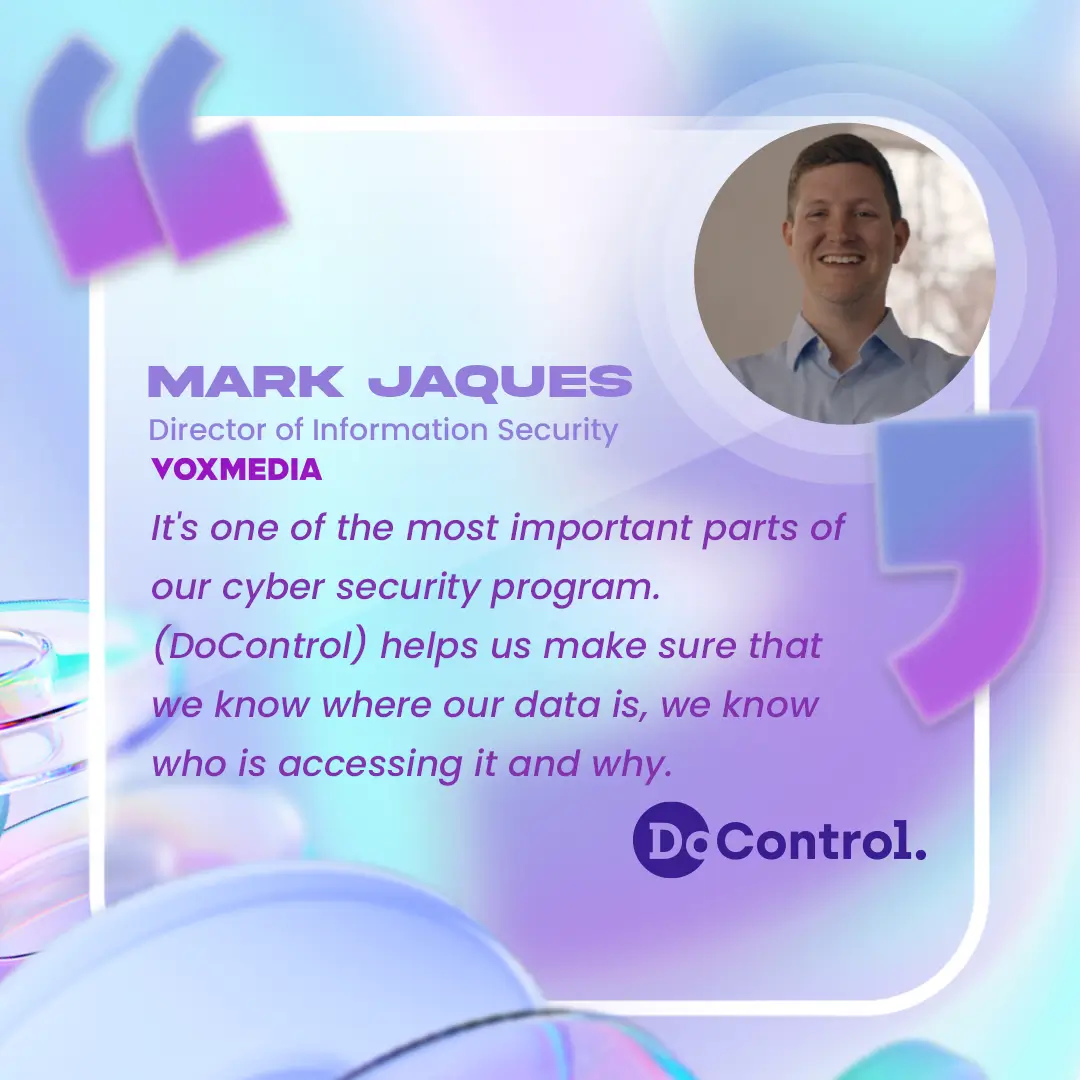 MARK JAQUES
Director of Information Security
VOXMEDIA
It's one of the most important parts of
our cyber security program.
(DoControl) helps us make sure that
we know where our data is, we know
who is accessing it and why.
DoControl.